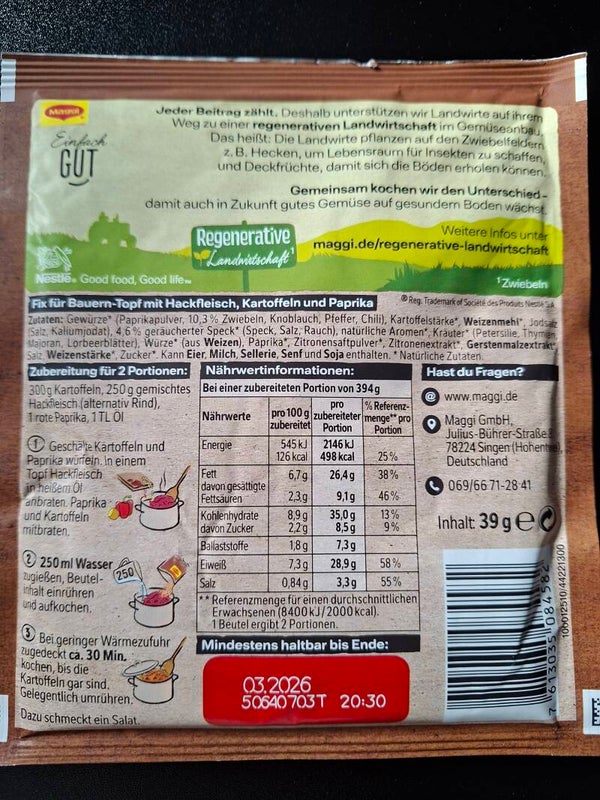 Maggi
Einfach
GUT
Jeder Beitrag zählt. Deshalb unterstützen wir Landwirte auf ihrem
Weg zu einer regenerativen Landwirtschaft im Gemüseanbau.
Das heißt: Die Landwirte pflanzen auf den Zwiebelfeldern
z. B. Hecken, um Lebensraum für Insekten zu schaffen,
und Deckfrüchte, damit sich die Böden erholen können.
Gemeinsam kochen wir den Unterschied –
damit auch in Zukunft gutes Gemüse auf gesundem Boden wächst.
Regenerative
Landwirtschaft¹
Weitere Infos unter
maggi.de/regenerative-landwirtschaft
Nestlé® Good food, Good life™
¹ Zwiebeln
Fix für Bauern-Topf mit Hackfleisch, Kartoffeln und Paprika
® Reg. Trademark of Société des Produits Nestlé S.A.
Zutaten: Gewürze* (Paprikapulver, 10,3 % Zwiebeln, Knoblauch, Pfeffer, Chili), Kartoffelstärke*, Weizenmehl*, Jodsalz
(Salz, Kaliumjodat), 4,6 % geräucherter Speck* (Speck, Salz, Rauch), natürliche Aromen*, Kräuter* (Petersilie, Thymian,
Majoran, Lorbeerblätter), Würze* (aus Weizen), Paprika*, Zitronensaftpulver*, Zitronenextrakt*, Gerstenmalzextrakt*,
Salz, Weizenstärke*, Zucker*. Kann Eier, Milch, Sellerie, Senf und Soja enthalten. * Natürliche Zutaten.
Zubereitung für 2 Portionen:
300 g Kartoffeln, 250 g gemischtes
Hackfleisch (alternativ Rind),
1 rote Paprika, 1 TL Öl
1 Geschälte Kartoffeln und
Paprika würfeln. In einem
Topf Hackfleisch
in heißem Öl
anbraten. Paprika
und Kartoffeln
mitbraten.
2 250 ml Wasser
zugießen, Beutel-
inhalt einrühren
und aufkochen.
250
3 Bei geringer Wärmezufuhr
zugedeckt ca. 30 Min.
kochen, bis die
Kartoffeln gar sind.
Gelegentlich umrühren.
Dazu schmeckt ein Salat.
Nährwertinformationen:
Bei einer zubereiteten Portion von 394 g
Nährwerte pro 100 g zubereitet pro zubereiteter Portion % Referenz-menge** pro Portion
Energie 545 kJ 2146 kJ
126 kcal 498 kcal 25 %
Fett 6,7 g 26,4 g 38 %
davon gesättigte
Fettsäuren 2,3 g 9,1 g 46 %
Kohlenhydrate 8,9 g 35,0 g 13 %
davon Zucker 2,2 g 8,5 g 9 %
Ballaststoffe 1,8 g 7,3 g -
Eiweiß 7,3 g 28,9 g 58 %
Salz 0,84 g 3,3 g 55 %
** Referenzmenge für einen durchschnittlichen
Erwachsenen (8400 kJ / 2000 kcal).
1 Beutel ergibt 2 Portionen.
Mindestens haltbar bis Ende:
03.2026
50640703T 20:30
Hast du Fragen?
www.maggi.de
Maggi GmbH,
Julius-Bührer-Straße 8
78224 Singen (Hohentwiel),
Deutschland
069/66 71-28 41
Inhalt: 39 g e
7 613035 084582
100012510/44221300